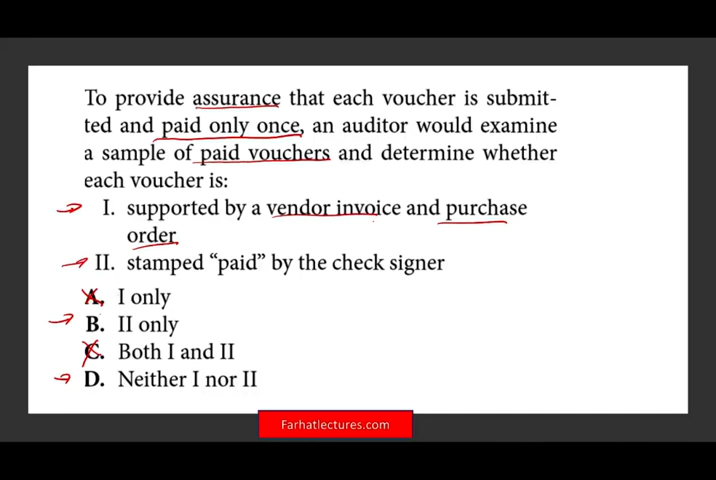 To provide assurance that each voucher is submit-
ted and paid only once, an auditor would examine
a sample of paid vouchers and determine whether
each voucher is:
I. supported by a vendor invoice and purchase
order
II. stamped “paid” by the check signer
A. I only
B. II only
C. Both I and II
D. Neither I nor II
Farhatlectures.com